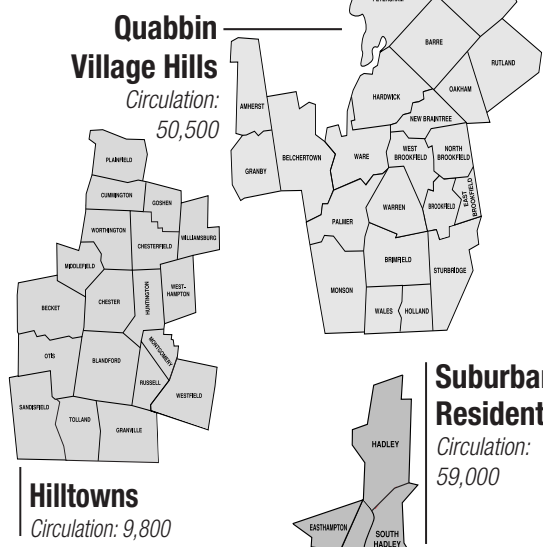 Quabbin
Village Hills
Circulation:
50,500
BARRE
RUTLAND
HARDWICK
OAKHAM
NEW BRAINTREE
AMHERST
BELCHERTOWN
WARE
WEST
BROOKFIELD
NORTH
BROOKFIELD
GRANBY
PALMER
WARREN
BROOKFIELD
EAST
BROOKFIELD
MONSON
BRIMFIELD
STURBRIDGE
WALES
HOLLAND
PLAINFIELD
CUMMINGTON
GOSHEN
WORTHINGTON
CHESTERFIELD
WILLIAMSBURG
MIDDLEFIELD
BECKET
CHESTER
HUNTINGTON
WEST-
HAMPTON
OTIS
BLANDFORD
MONTGOMERY
RUSSELL
WESTFIELD
SANDISFIELD
TOLLAND
GRANVILLE
Hilltowns
Circulation: 9,800
Suburban
Resident
Circulation:
59,000
HADLEY
EASTHAMPTON
SOUTH
HADLEY